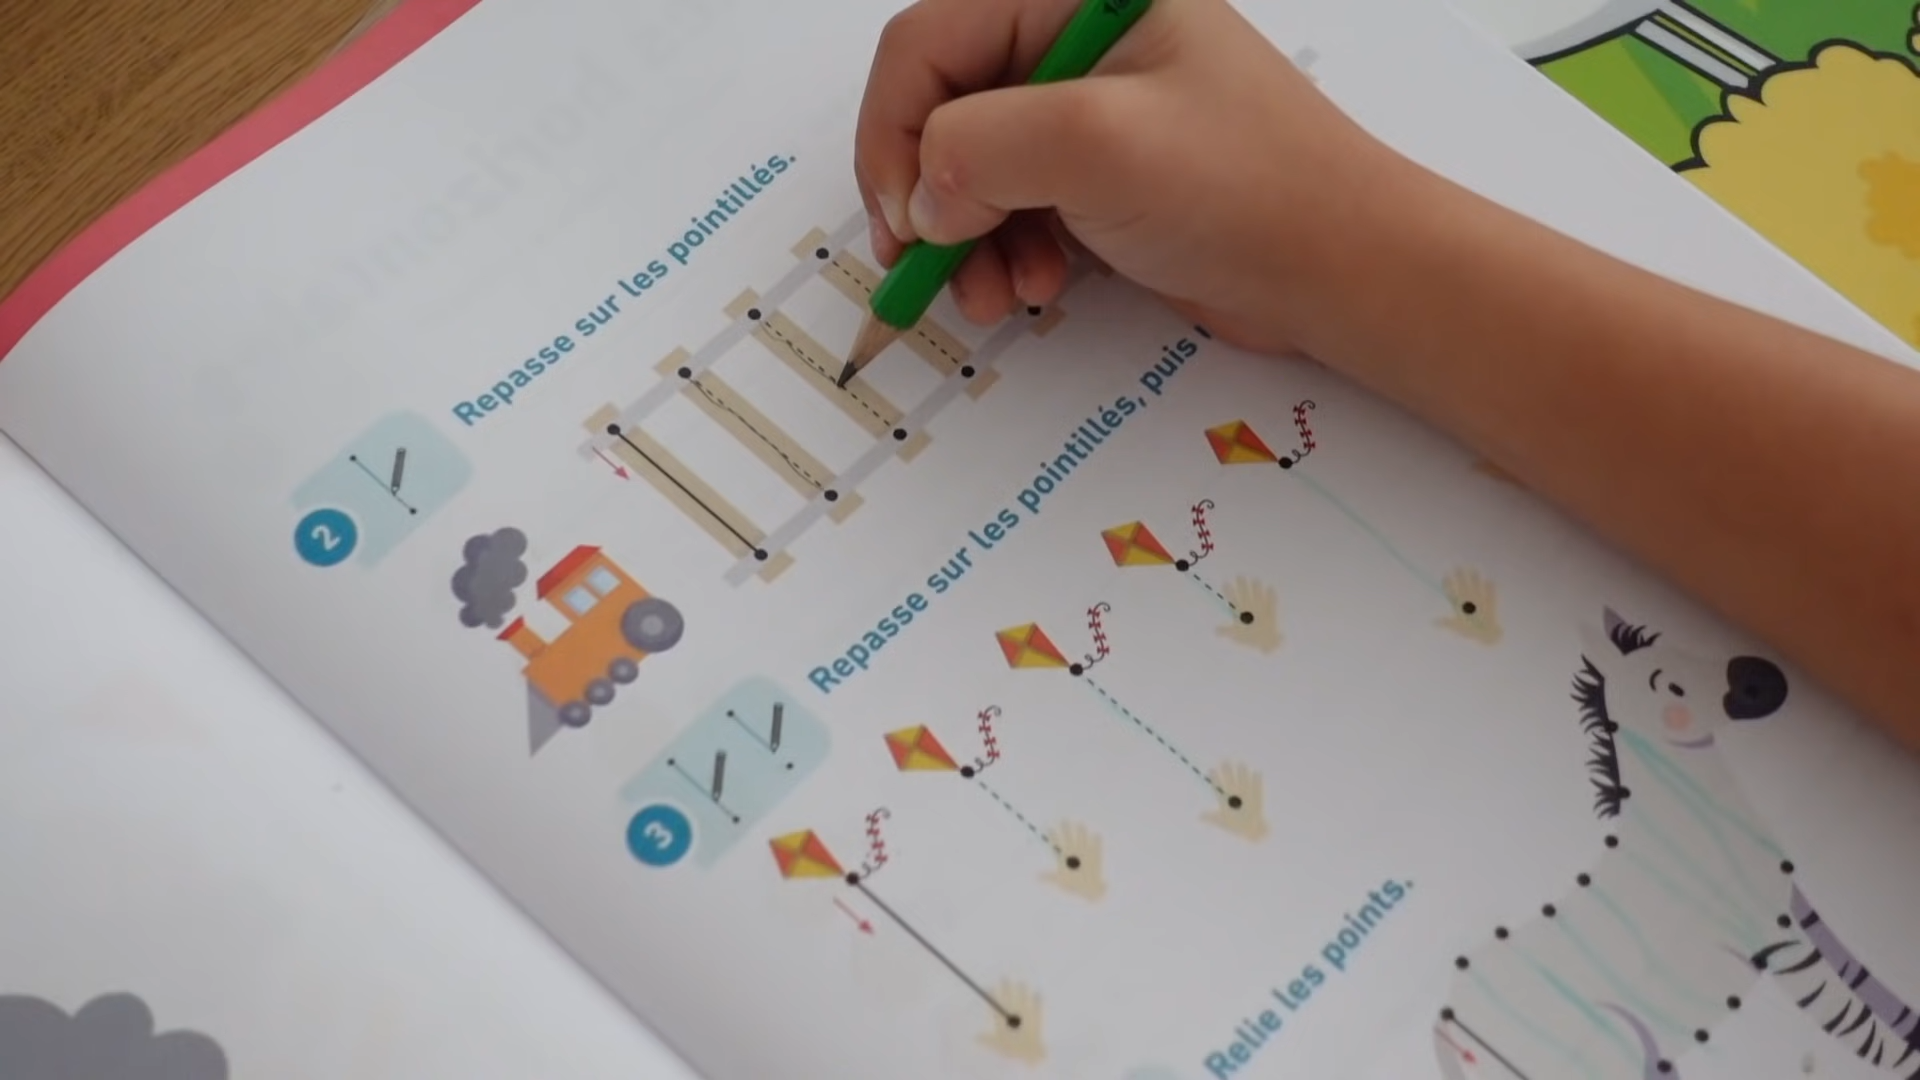 2
Repasse sur les pointillés.
3
Repasse sur les pointillés, puis
Relie les points.